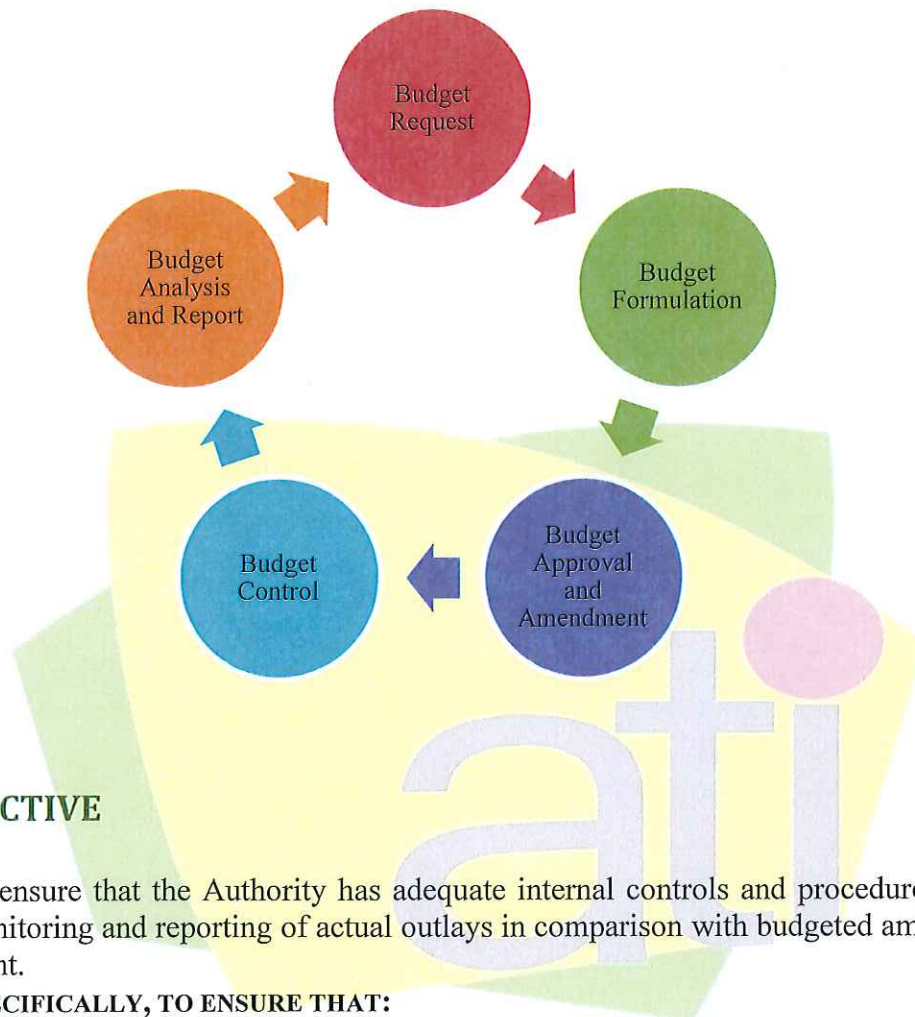 Budget
Request
Budget
Analysis
and Report
Budget
Formulation
Budget
Control
Budget
Approval
and
Amendment
ati
CTIVE
ensure that the Authority has adequate internal controls and procedure
nitoring and reporting of actual outlays in comparison with budgeted am
nt.
ECIFICALLY, TO ENSURE THAT: